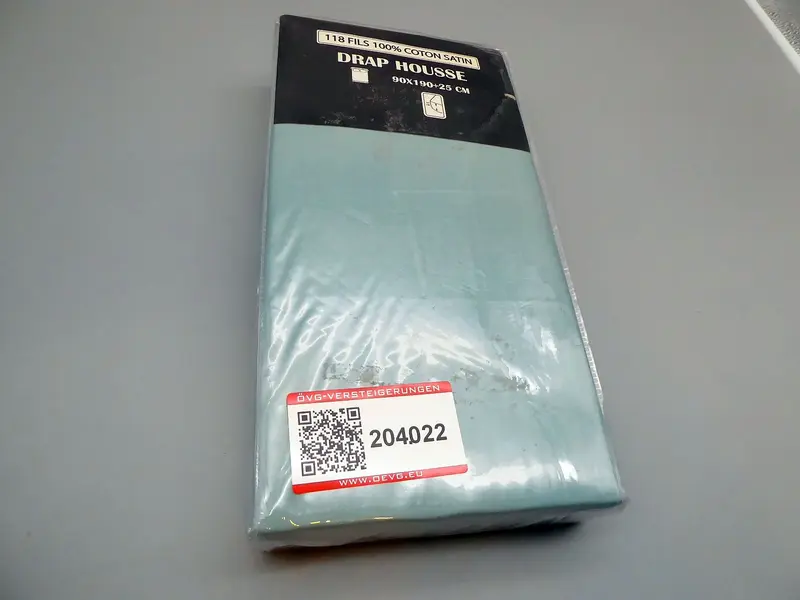 118 FILS 100% COTON SATIN
DRAP HOUSSE
90X190+25 CM
ÖVG-VERSTEIGERUNGEN
204022
WWW.OEVG.EU